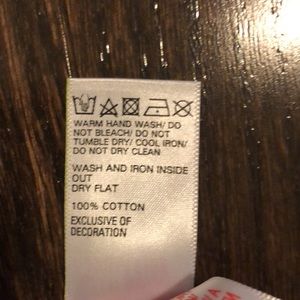 WARM HAND WASH/ DO
NOT BLEACH/ DO NOT
TUMBLE DRY/ COOL IRON/
DO NOT DRY CLEAN
WASH AND IRON INSIDE
OUT
DRY FLAT
100% COTTON
EXCLUSIVE OF
DECORATION